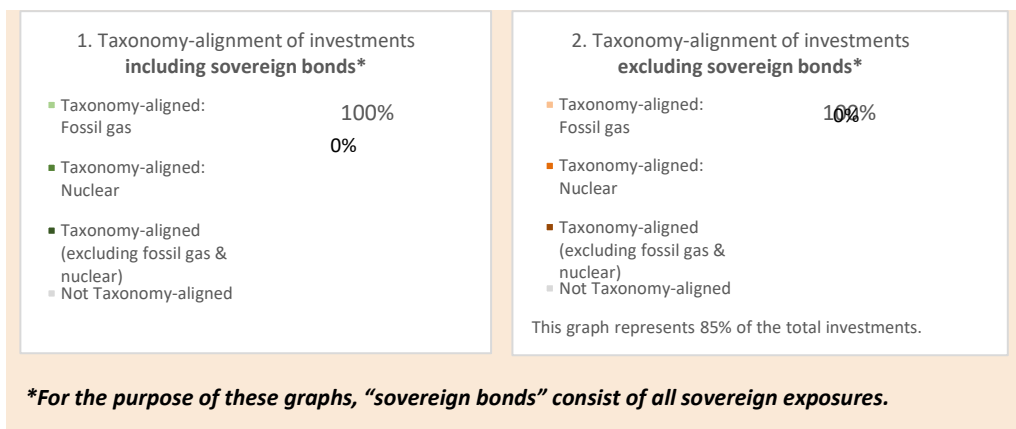 1. Taxonomy-alignment of investments
including sovereign bonds*
Taxonomy-aligned:
Fossil gas
Taxonomy-aligned:
Nuclear
Taxonomy-aligned
(excluding fossil gas &
nuclear)
Not Taxonomy-aligned
100%
0%
2. Taxonomy-alignment of investments
excluding sovereign bonds*
Taxonomy-aligned:
Fossil gas
Taxonomy-aligned:
Nuclear
Taxonomy-aligned
(excluding fossil gas &
nuclear)
Not Taxonomy-aligned
100%
0%
This graph represents 85% of the total investments.
*For the purpose of these graphs, “sovereign bonds” consist of all sovereign exposures.